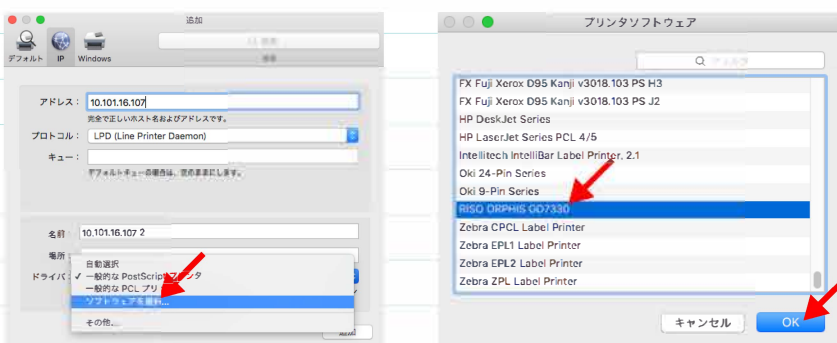 追加
デフォルト IP Windows
検索
アドレス： 10.101.16.107
完全で正しいホスト名およびアドレスです。
プロトコル： LPD (Line Printer Daemon)
キュー：
デフォルトキューの場合は、空のままにします。
名前： 10.101.16.107 2
場所：
ドライバ：
自動選択
✓ 一般的な PostScript プリンタ
一般的な PCL プリ
ソフトウェアを選択...
その他...
追加
プリンタソフトウェア
FX Fuji Xerox D95 Kanji v3018.103 PS H3
FX Fuji Xerox D95 Kanji v3018.103 PS J2
HP DeskJet Series
HP LaserJet Series PCL 4/5
Intellitech IntelliBar Label Printer, 2.1
Oki 24-Pin Series
Oki 9-Pin Series
RISO ORPHIS GD7330
Zebra CPCL Label Printer
Zebra EPL1 Label Printer
Zebra EPL2 Label Printer
Zebra ZPL Label Printer
キャンセル
OK